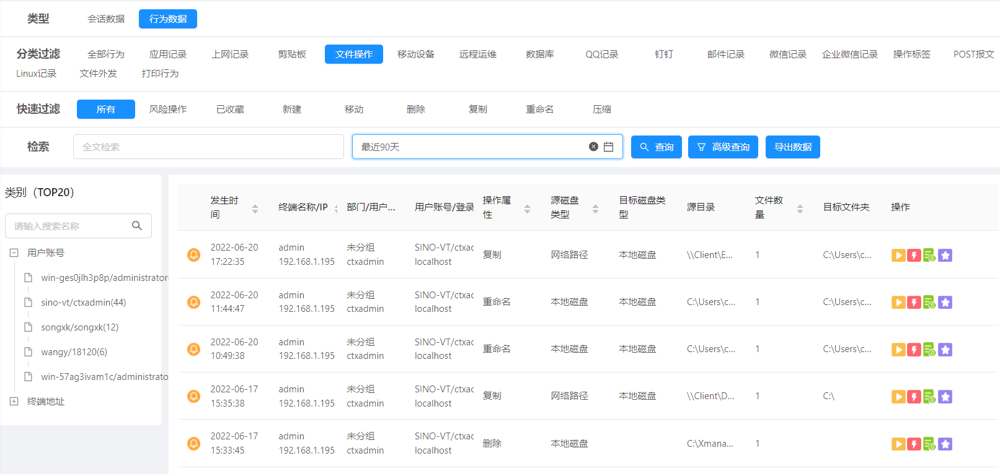 类型 会话数据 行为数据
分类过滤 全部行为 应用记录 上网记录 剪贴板 文件操作 移动设备 远程运维 数据库 QQ记录 钉钉 邮件记录 微信记录 企业微信记录 操作标签 POST报文
Linux记录 文件外发 打印行为
快速过滤 所有 风险操作 已收藏 新建 移动 删除 复制 重命名 压缩
检索 全文检索 最近90天 查询 高级查询 导出数据
类别（TOP20）
请输入搜索名称
用户账号
win-ges0jlh3p8p/administrator
sino-vt/ctxadmin(44)
songxk/songxk(12)
wangy/18120(6)
win-57ag3ivam1c/administrato
终端地址
发生时间 终端名称/IP 部门/用户... 用户账号/登录 操作属性 源磁盘类型 目标磁盘类型 源目录 文件数量 目标文件夹 操作
2022-06-20 admin 未分组 SINO-VT/ctxac
17:22:35 192.168.1.195 ctxadmin localhost
复制 网络路径 本地磁盘 \\Client\E... 1 C:\Users\c...
2022-06-20 admin 未分组 SINO-VT/ctxac
11:44:47 192.168.1.195 ctxadmin localhost
重命名 本地磁盘 本地磁盘 C:\Users\c... 1 C:\Users\c...
2022-06-20 admin 未分组 SINO-VT/ctxac
10:49:38 192.168.1.195 ctxadmin localhost
重命名 本地磁盘 本地磁盘 C:\Users\c... 1 C:\Users\c...
2022-06-17 admin 未分组 SINO-VT/ctxac
15:35:38 192.168.1.195 ctxadmin localhost
复制 网络路径 本地磁盘 \\Client\D... 1 C:\
2022-06-17 admin 未分组 SINO-VT/ctxac
15:33:45 192.168.1.195 ctxadmin localhost
删除 本地磁盘 C:\Xmana... 1